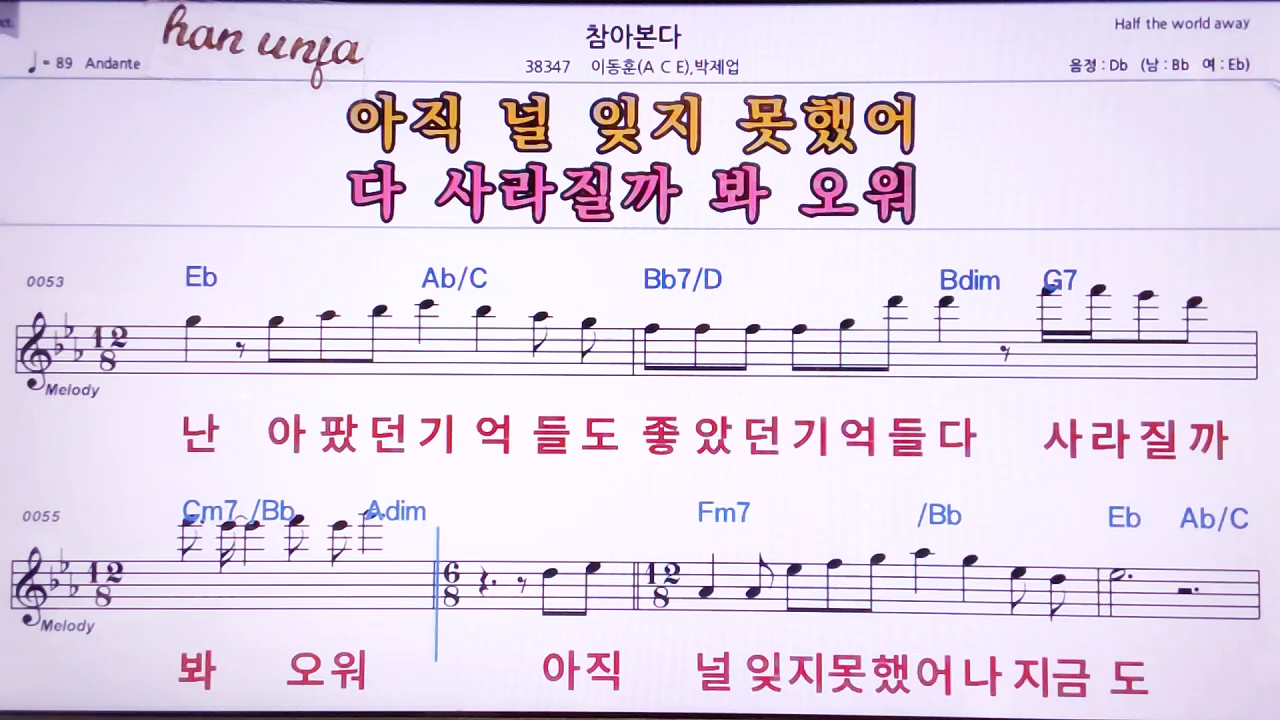 han unfa
참아본다
Half the world away
♩ = 89 Andante
38347 이동훈(A C E),박제업
음정 : Db (남 : Bb 여 : Eb)
아직 널 잊지 못했어
다 사라질까 봐 오워
0053
Eb Ab/C Bb7/D Bdim G7
12
8
Melody
난 아팠던기억들도 좋았던기억들다 사라질까
0055
Cm7 /Bb Adim Fm7 /Bb Eb Ab/C
12 6 12
8 8 8
Melody
봐 오워 아직 널잊지못했어나지금도